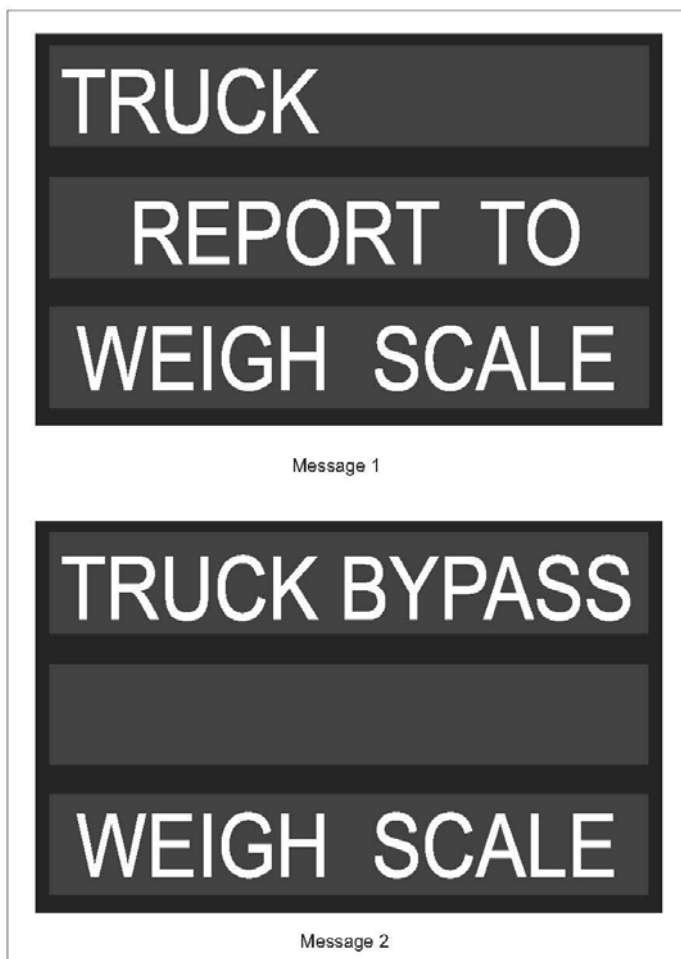 TRUCK
REPORT TO
WEIGH SCALE
Message 1
TRUCK BYPASS
WEIGH SCALE
Message 2